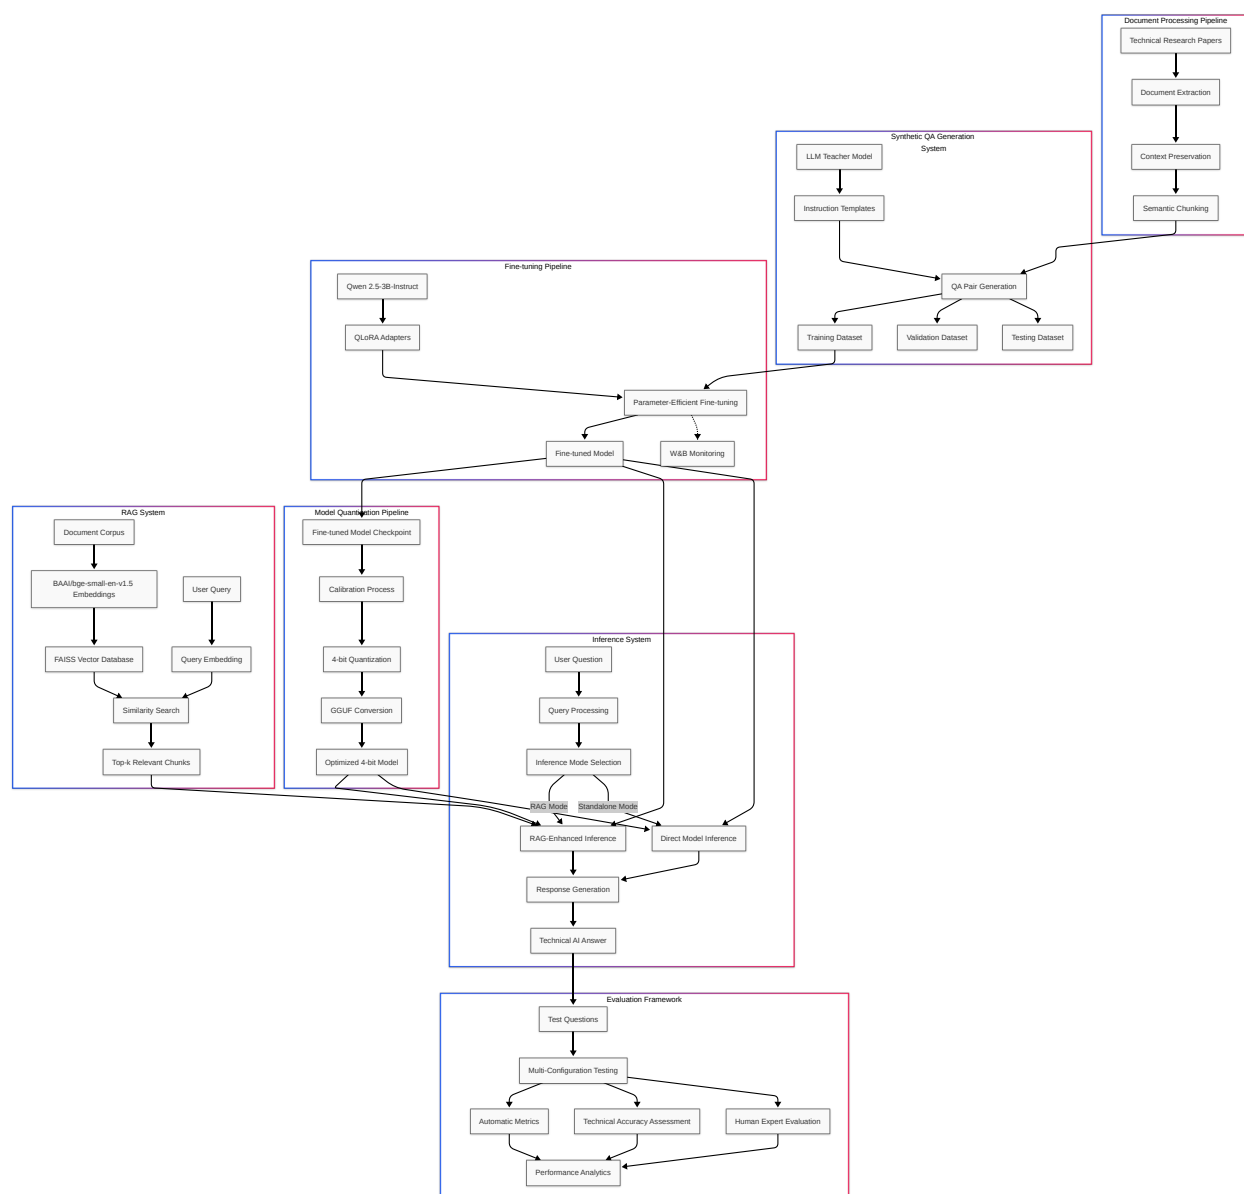 Document Processing Pipeline
Technical Research Papers
Document Extraction
Context Preservation
Semantic Chunking
Synthetic QA Generation
System
LLM Teacher Model
Instruction Templates
QA Pair Generation
Training Dataset
Validation Dataset
Testing Dataset
Fine-tuning Pipeline
Qwen 2.5-3B-Instruct
QLoRA Adapters
Parameter-Efficient Fine-tuning
Fine-tuned Model
W&B Monitoring
RAG System
Document Corpus
BAAI/bge-small-en-v1.5
Embeddings
User Query
FAISS Vector Database
Query Embedding
Similarity Search
Top-k Relevant Chunks
Model Quantization Pipeline
Fine-tuned Model Checkpoint
Calibration Process
4-bit Quantization
GGUF Conversion
Optimized 4-bit Model
Inference System
User Question
Query Processing
Inference Mode Selection
RAG Mode
Standalone Mode
RAG-Enhanced Inference
Direct Model Inference
Response Generation
Technical AI Answer
Evaluation Framework
Test Questions
Multi-Configuration Testing
Automatic Metrics
Technical Accuracy Assessment
Human Expert Evaluation
Performance Analytics